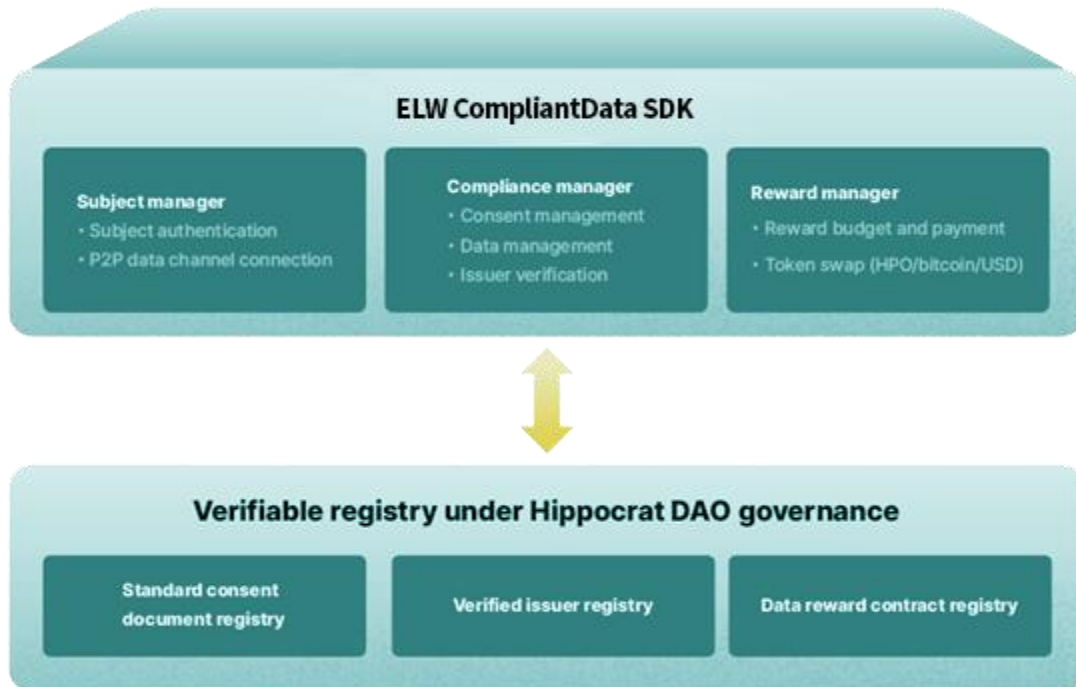 ELW CompliantData SDK
Subject manager
• Subject authentication
• P2P data channel connection
Compliance manager
• Consent management
• Data management
• Issuer verification
Reward manager
• Reward budget and payment
• Token swap (HPO/bitcoin/USD)
Verifiable registry under Hippocrat DAO governance
Standard consent
document registry
Verified issuer registry
Data reward contract registry